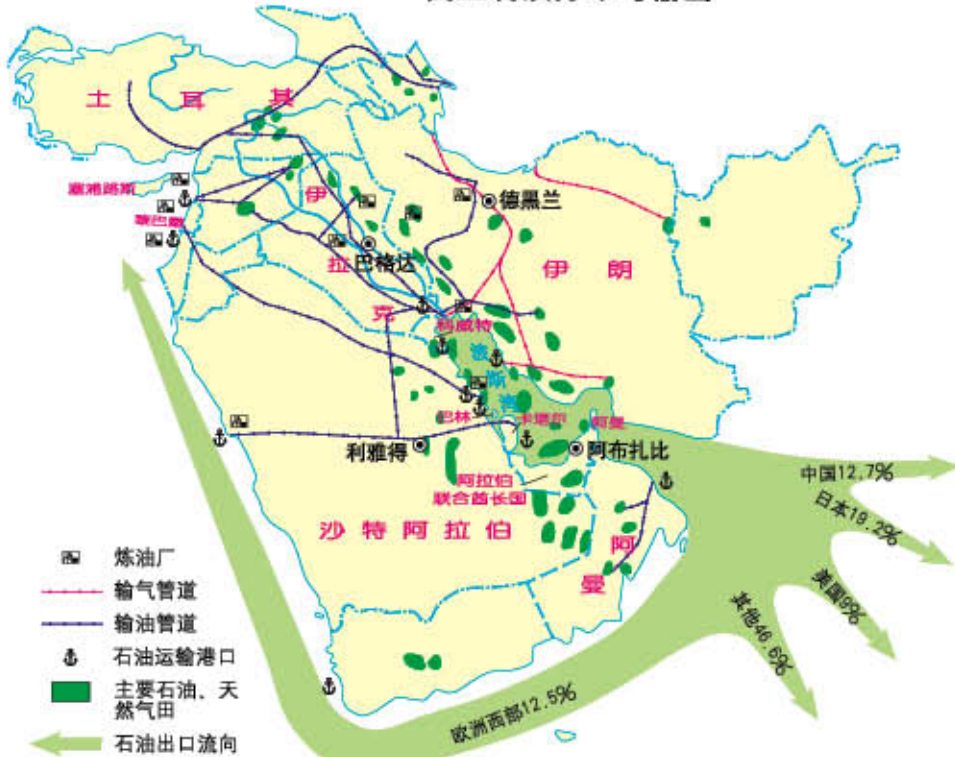 土耳其
塞浦路斯
黎巴嫩
伊拉克
巴格达
德黑兰
伊朗
科威特
波斯湾
巴林
卡塔尔
阿曼
利雅得
阿布扎比
阿拉伯
联合酋长国
沙特阿拉伯
阿曼
中国12.7%
日本19.2%
美国9%
其他46.6%
欧洲西部12.5%
炼油厂
输气管道
输油管道
石油运输港口
主要石油、天
然气田
石油出口流向